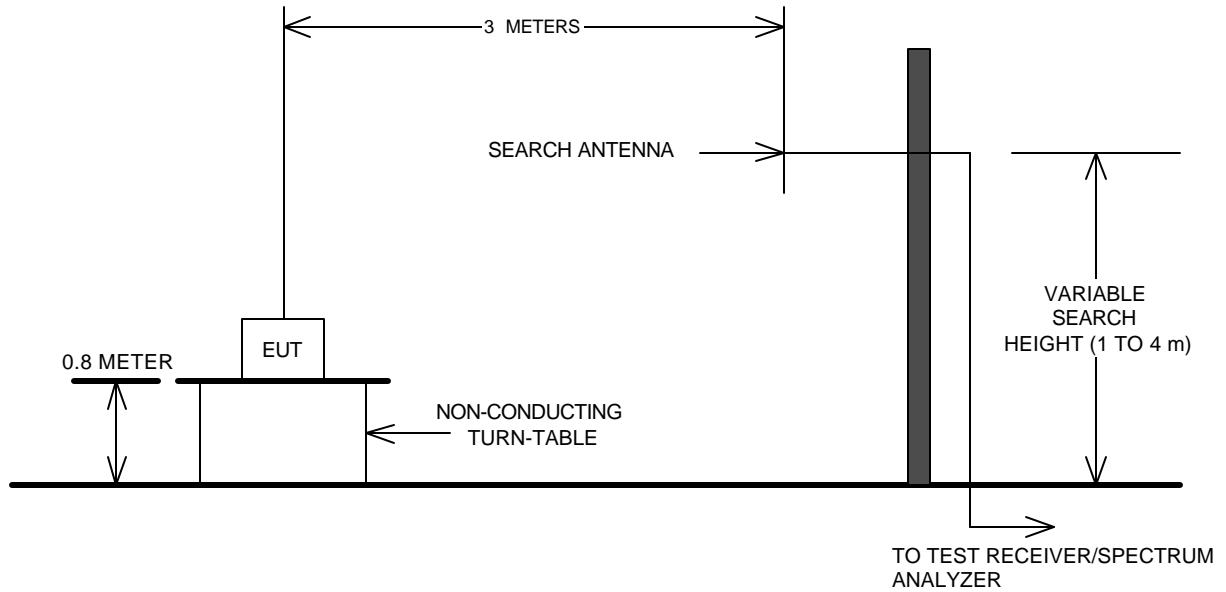 3 METERS
SEARCH ANTENNA
EUT
0.8 METER
NON-CONDUCTING
TURN-TABLE
VARIABLE
SEARCH
HEIGHT (1 TO 4 m)
TO TEST RECEIVER/SPECTRUM
ANALYZER